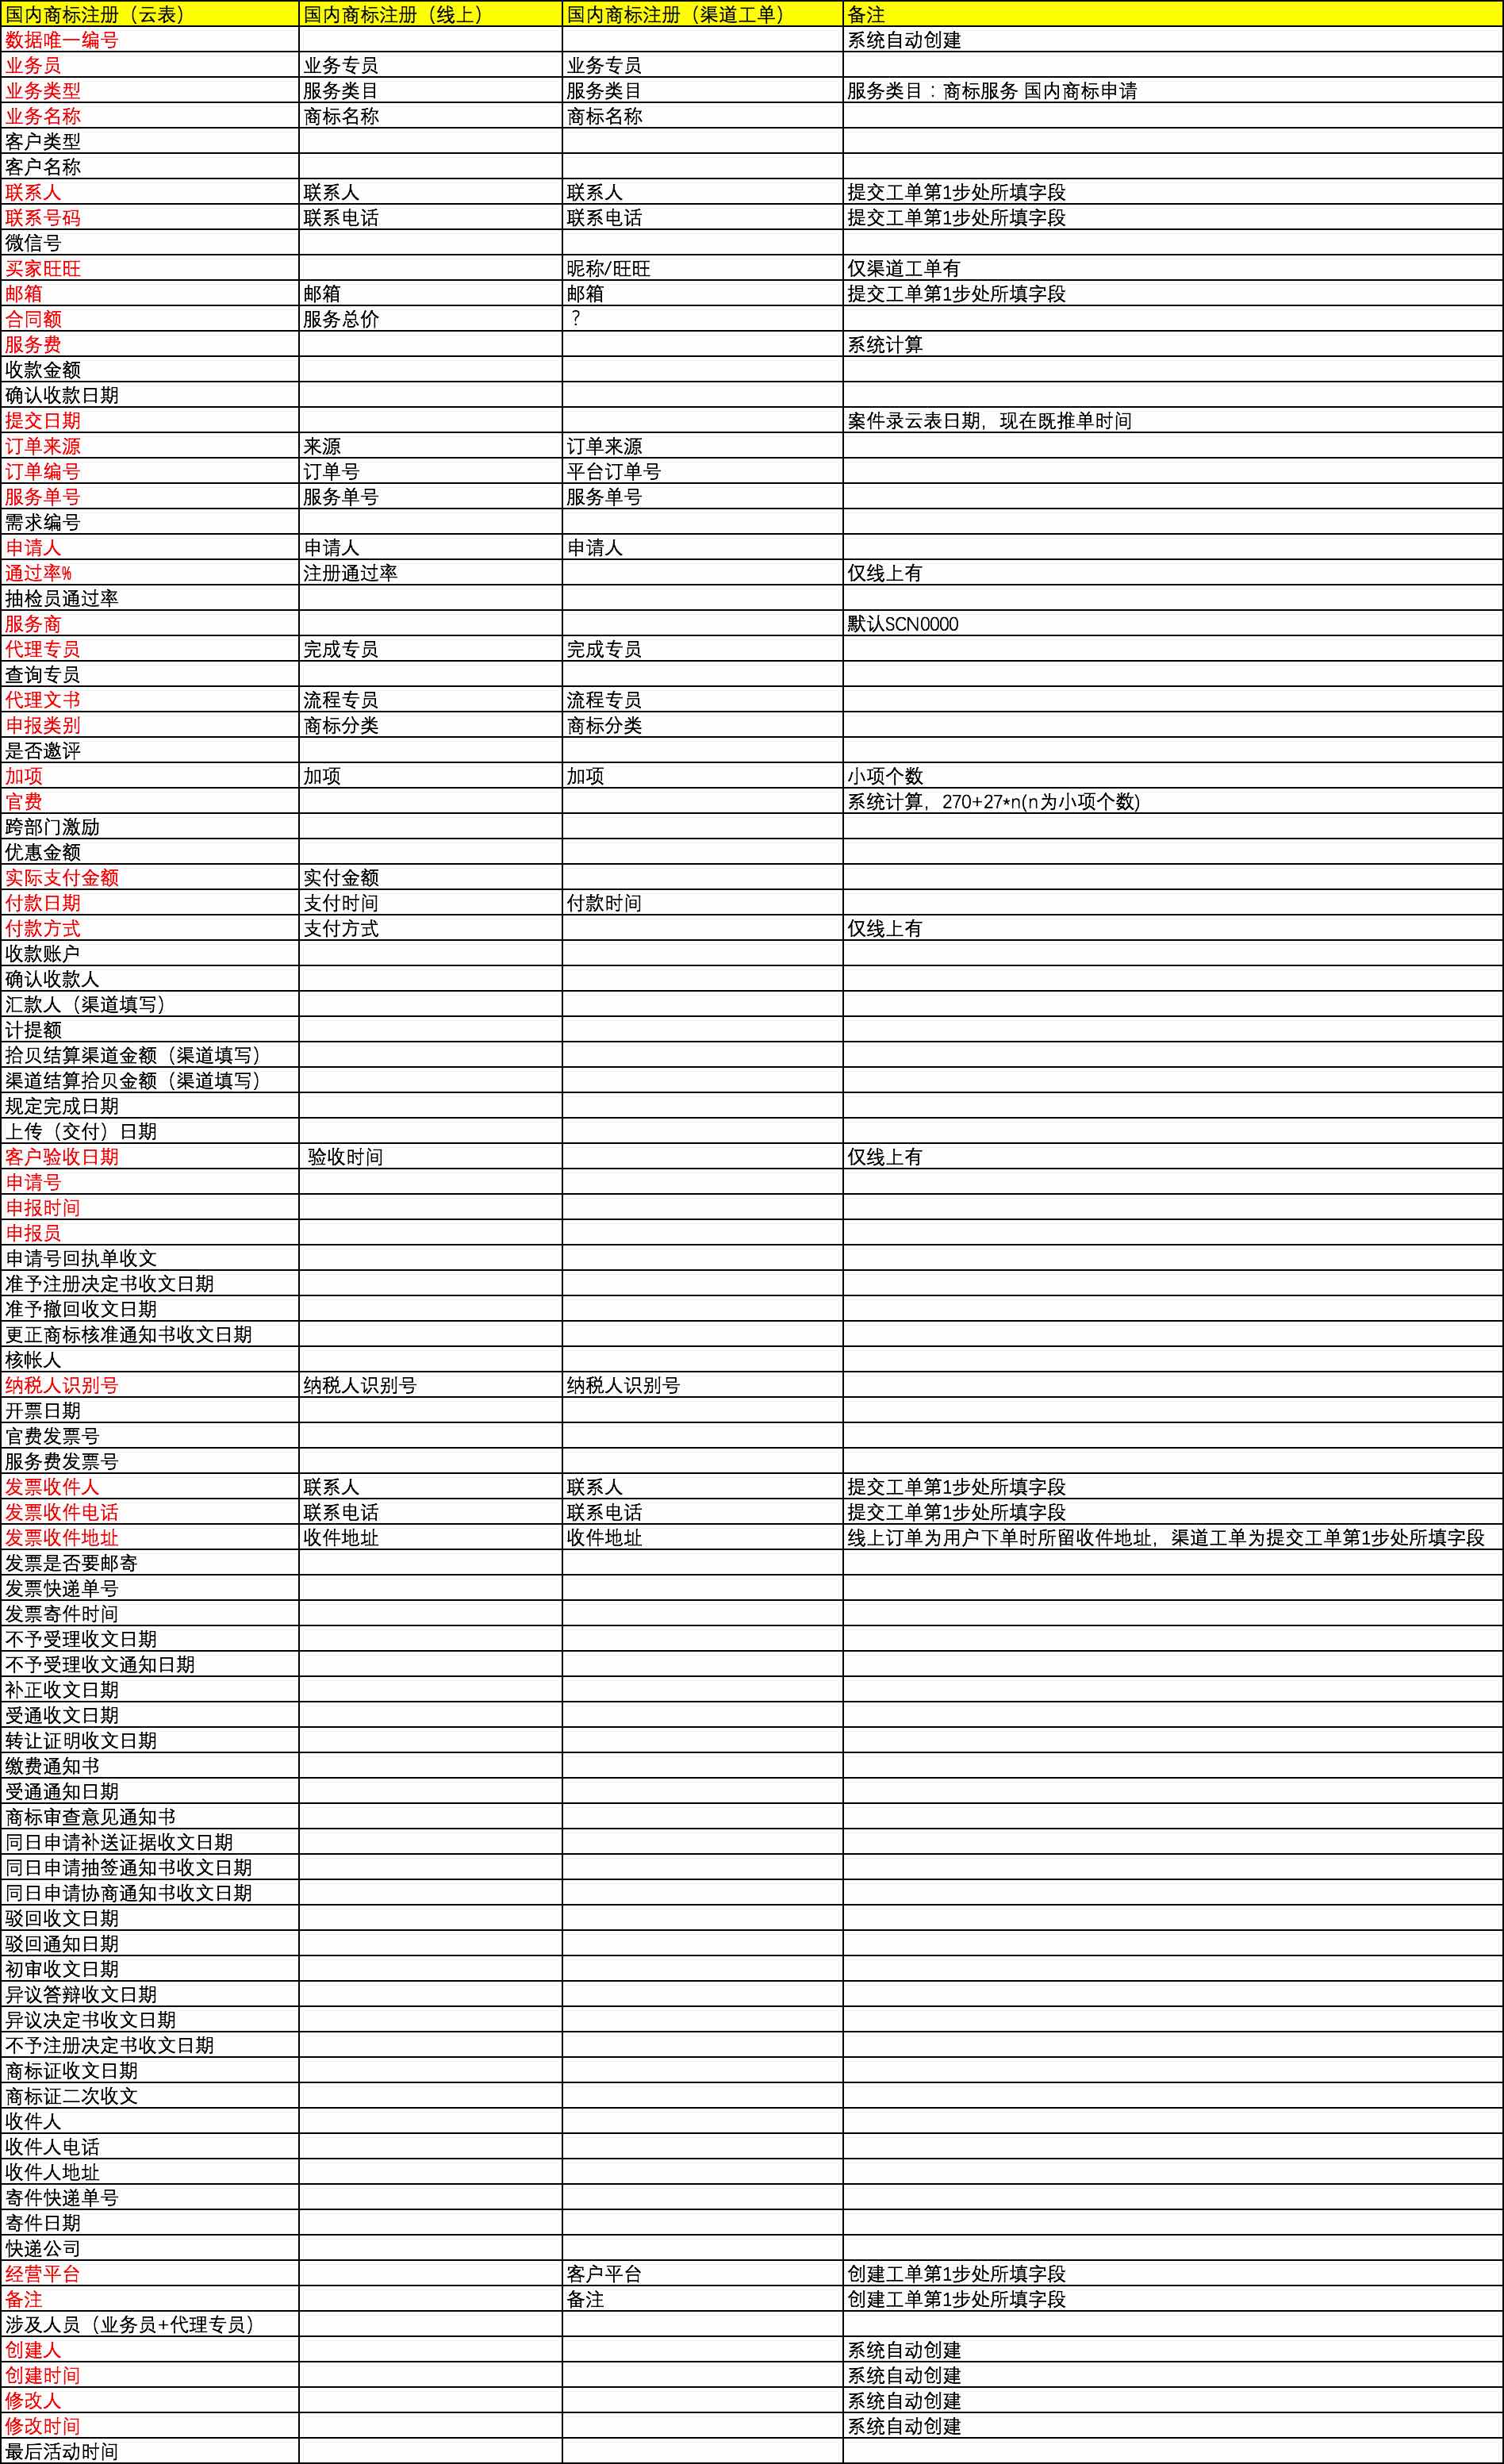 国内商标注册（云表） 国内商标注册（线上） 国内商标注册（渠道工单） 备注
数据唯一编号 系统自动创建
业务员 业务专员 业务专员
业务类型 服务类目 服务类目 服务类目：商标服务 国内商标申请
业务名称 商标名称 商标名称
客户类型
客户名称
联系人 联系人 联系人 提交工单第1步处所填字段
联系号码 联系电话 联系电话 提交工单第1步处所填字段
微信号
买家旺旺 昵称/旺旺 仅渠道工单有
邮箱 邮箱 邮箱 提交工单第1步处所填字段
合同额 服务总价 ？
服务费 系统计算
收款金额
确认收款日期
提交日期 案件录云表日期，现在既推单时间
订单来源 来源 订单来源
订单编号 订单号 平台订单号
服务单号 服务单号 服务单号
需求编号
申请人 申请人 申请人
通过率% 注册通过率 仅线上有
抽检员通过率
服务商 默认SCN0000
代理专员 完成专员 完成专员
查询专员
代理文书 流程专员 流程专员
申报类别 商标分类 商标分类
是否邀评
加项 加项 加项 小项个数
官费 系统计算，270+27*n(n为小项个数)
跨部门激励
优惠金额
实际支付金额 实付金额
付款日期 支付时间 付款时间
付款方式 支付方式 仅线上有
收款账户
确认收款人
汇款人（渠道填写）
计提额
拾贝结算渠道金额（渠道填写）
渠道结算拾贝金额（渠道填写）
规定完成日期
上传（交付）日期
客户验收日期 验收时间 仅线上有
申请号
申报时间
申报员
申请号回执单收文
准予注册决定书收文日期
准予撤回收文日期
更正商标核准通知书收文日期
核帐人
纳税人识别号 纳税人识别号 纳税人识别号
开票日期
官费发票号
服务费发票号
发票收件人 联系人 联系人 提交工单第1步处所填字段
发票收件电话 联系电话 联系电话 提交工单第1步处所填字段
发票收件地址 收件地址 收件地址 线上订单为用户下单时所留收件地址，渠道工单为提交工单第1步处所填字段
发票是否要邮寄
发票快递单号
发票寄件时间
不予受理收文日期
不予受理收文通知日期
补正收文日期
受通收文日期
转让证明收文日期
缴费通知书
受通通知日期
商标审查意见通知书
同日申请补送证据收文日期
同日申请抽签通知书收文日期
同日申请协商通知书收文日期
驳回收文日期
驳回通知日期
初审收文日期
异议答辩收文日期
异议决定书收文日期
不予注册决定书收文日期
商标证收文日期
商标证二次收文
收件人
收件人电话
收件人地址
寄件快递单号
寄件日期
快递公司
经营平台 客户平台 创建工单第1步处所填字段
备注 备注 创建工单第1步处所填字段
涉及人员（业务员+代理专员）
创建人 系统自动创建
创建时间 系统自动创建
修改人 系统自动创建
修改时间 系统自动创建
最后活动时间